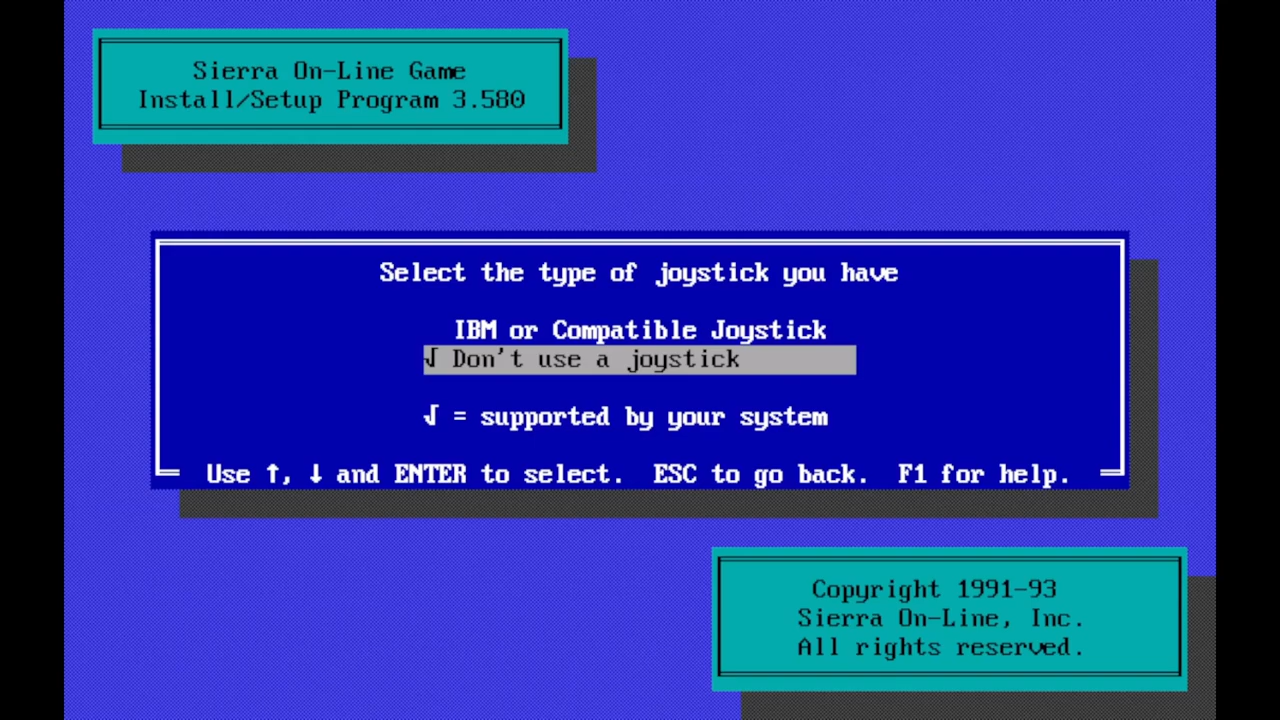 Sierra On-Line Game
Install/Setup Program 3.580
Select the type of joystick you have
IBM or Compatible Joystick
√ Don't use a joystick
√ = supported by your system
Use ↑, ↓ and ENTER to select.  ESC to go back.  F1 for help.
Copyright 1991-93
Sierra On-Line, Inc.
All rights reserved.